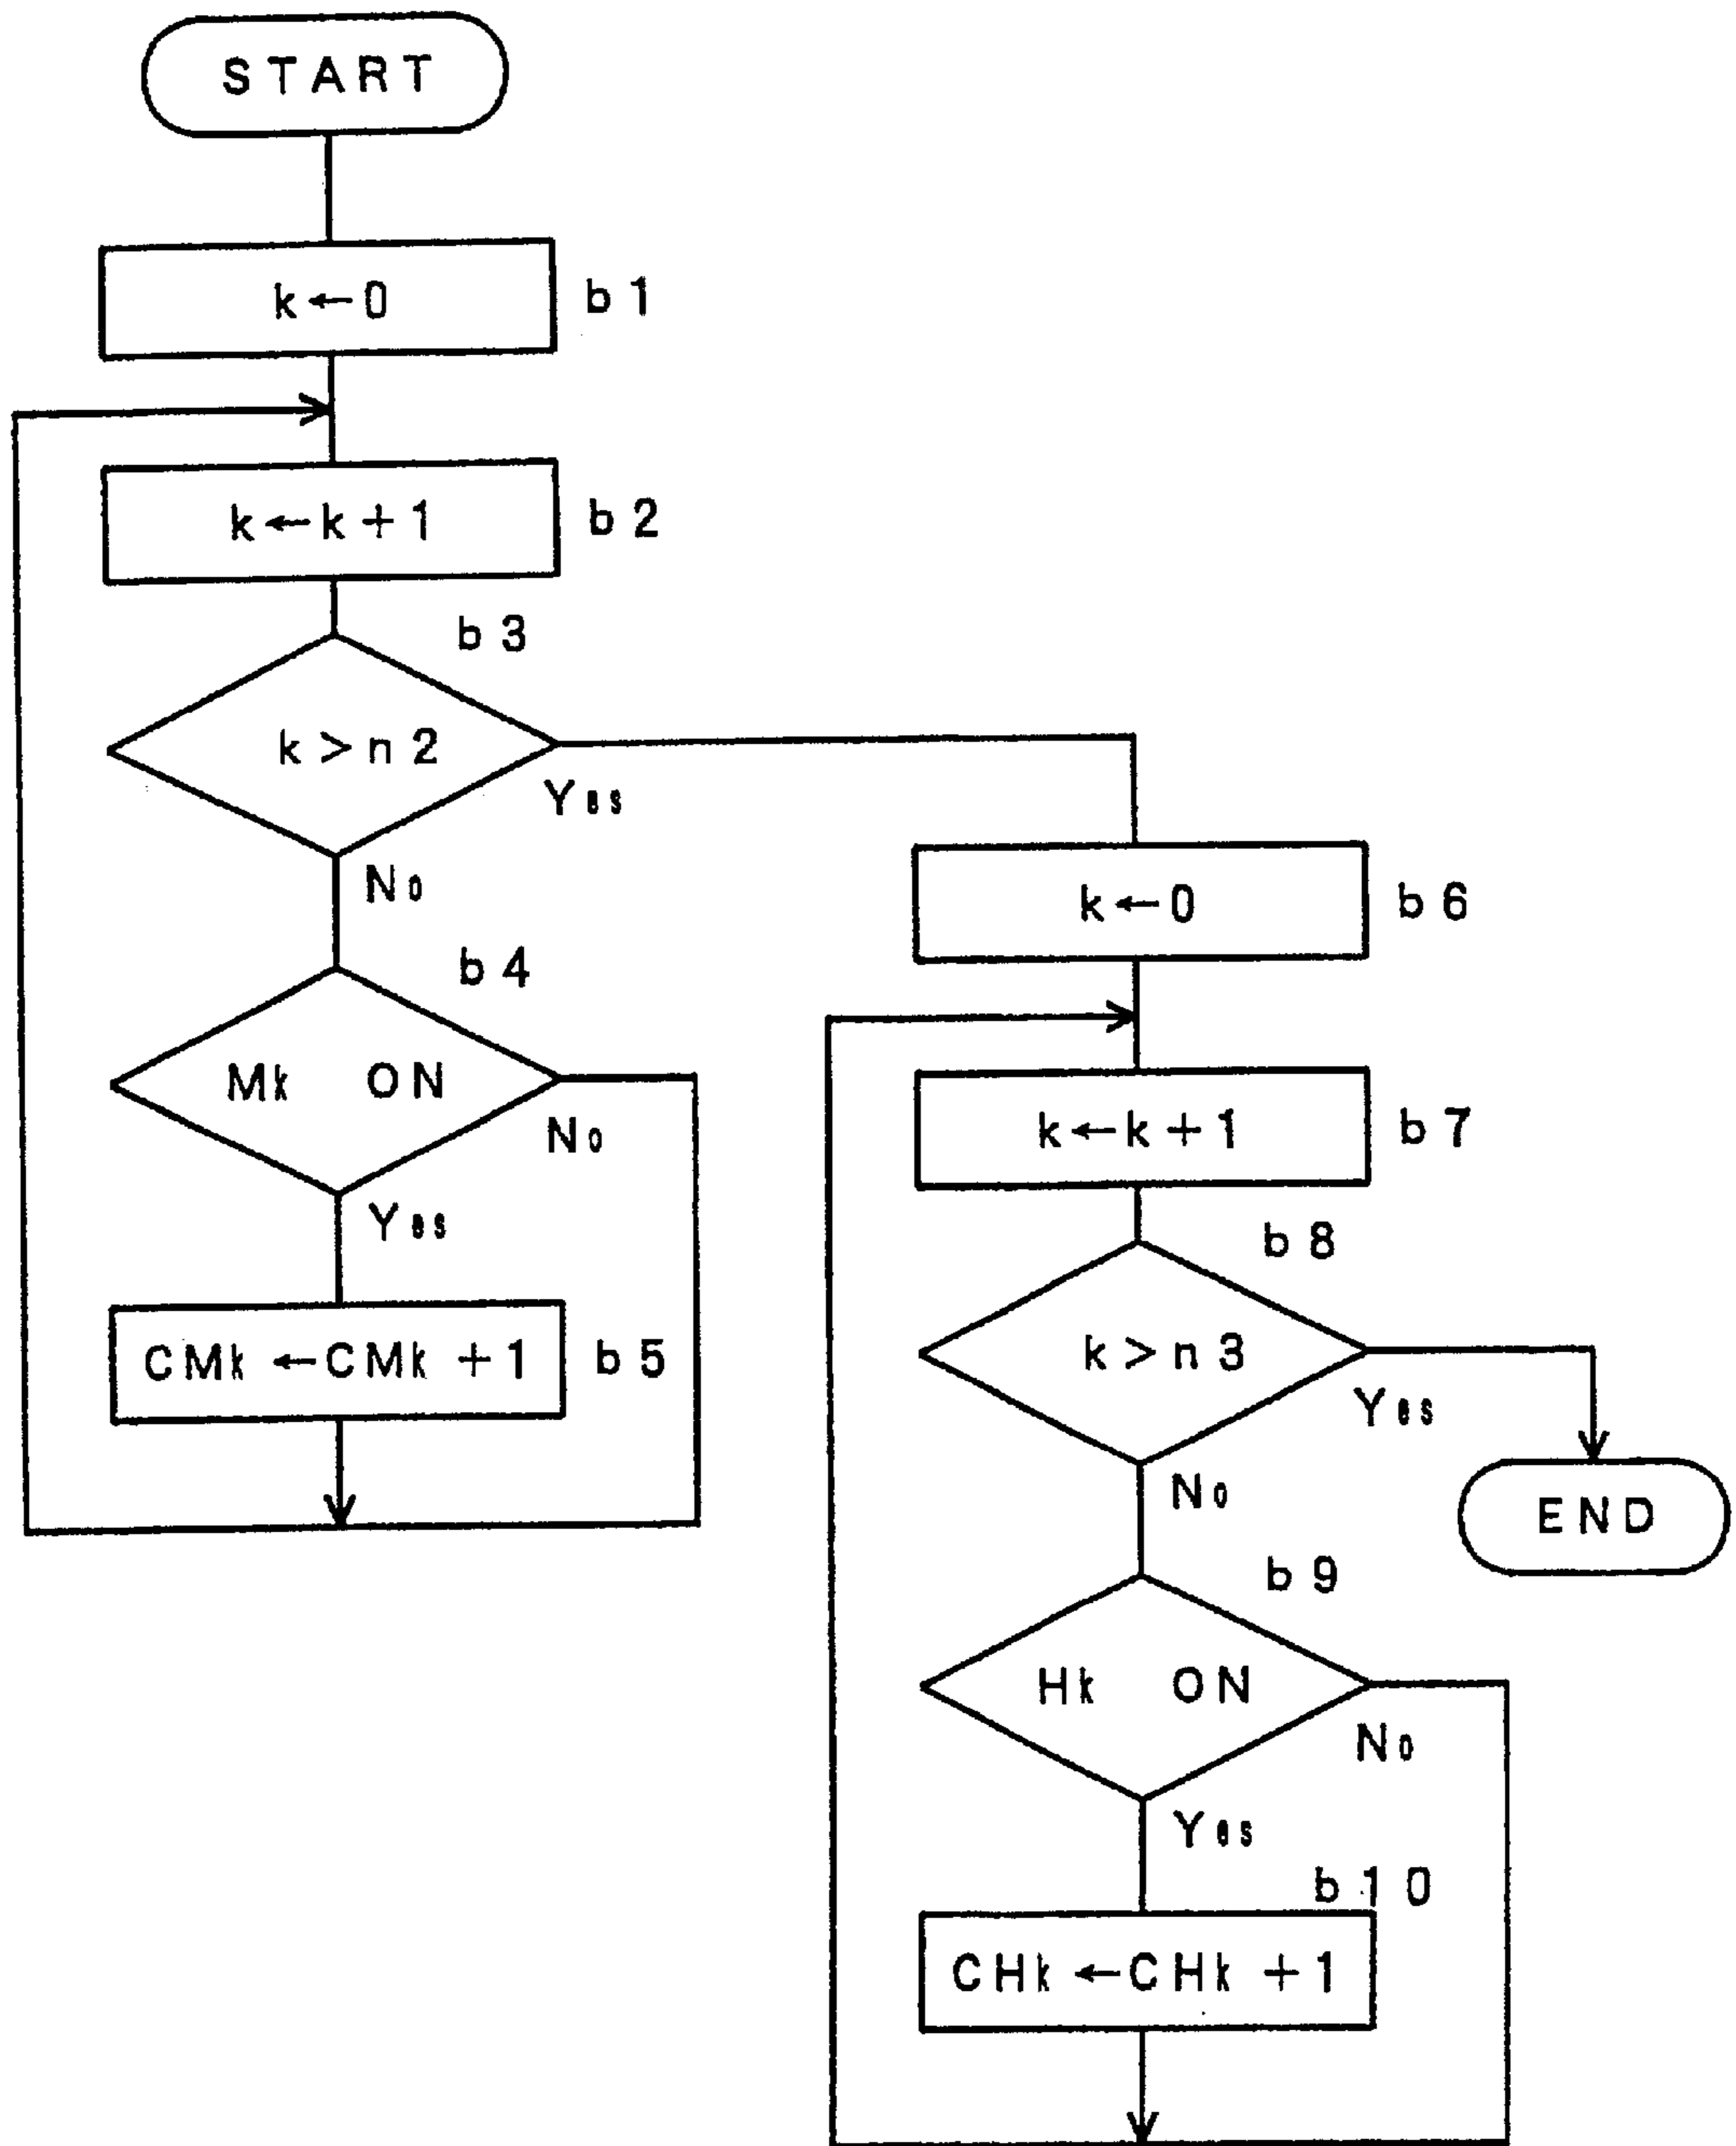 START
k←0
b1
k←k+1
b2
b3
k>n2
Yes
No
b4
Mk ON
No
Yes
CMk←CMk+1
b5
k←0
b6
k←k+1
b7
b8
k>n3
Yes
No
END
b9
Hk ON
No
Yes
b10
CHk←CHk+1